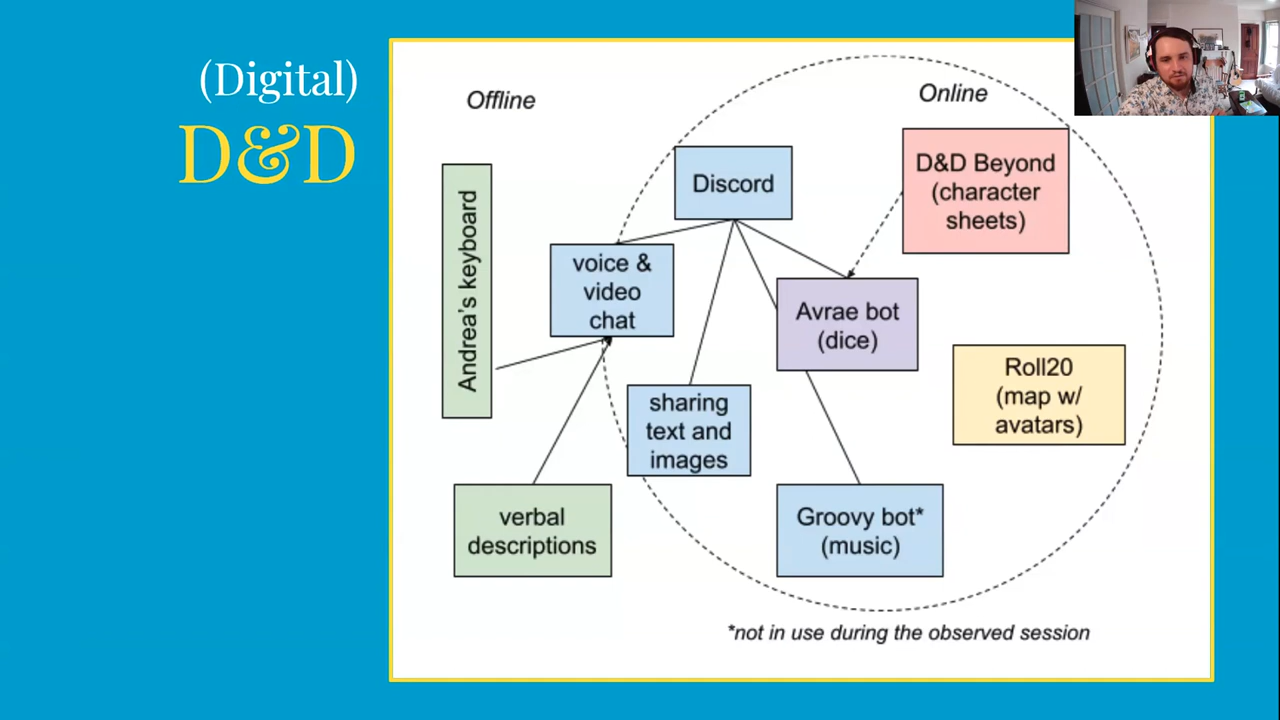 (Digital)
D&D
Offline
Online
Discord
D&D Beyond
(character
sheets)
Andrea's keyboard
voice &
video
chat
Avrae bot
(dice)
Roll20
(map w/
avatars)
sharing
text and
images
verbal
descriptions
Groovy bot*
(music)
*not in use during the observed session